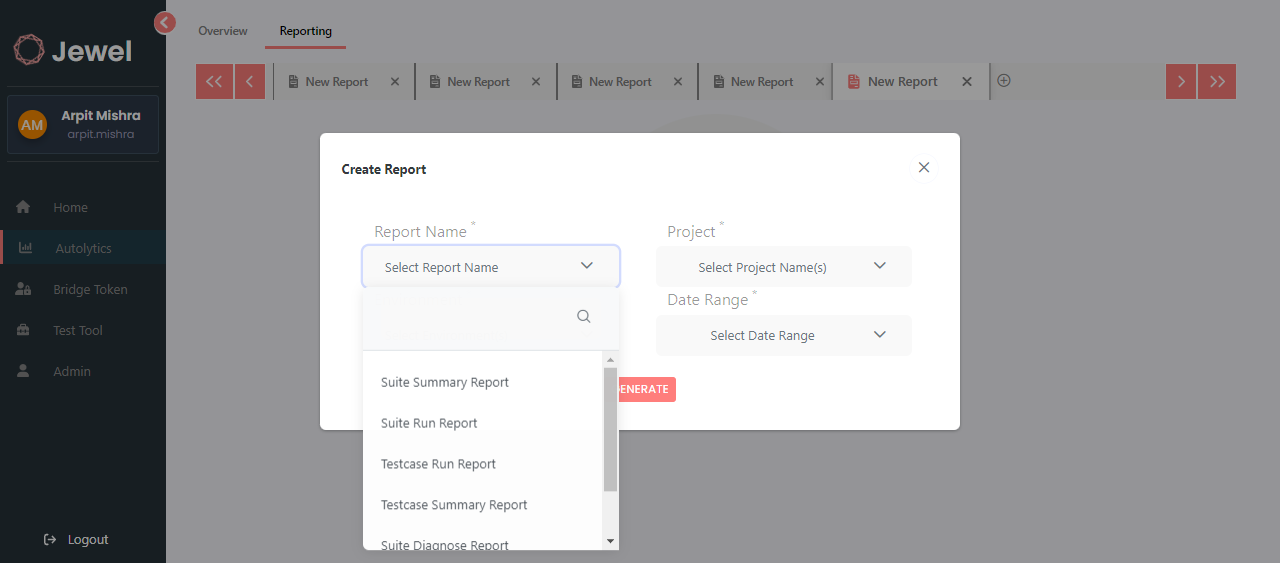 Jewel
Overview
Reporting
New Report
New Report
New Report
New Report
New Report
AM
Arpit Mishra
arpit.mishra
Home
Autolytics
Bridge Token
Test Tool
Admin
Logout
Create Report
Report Name *
Project *
Select Report Name
Select Project Name(s)
Date Range *
Select Date Range
Suite Summary Report
Suite Run Report
Testcase Run Report
Testcase Summary Report
Suite Diagnose Report
ENERATE